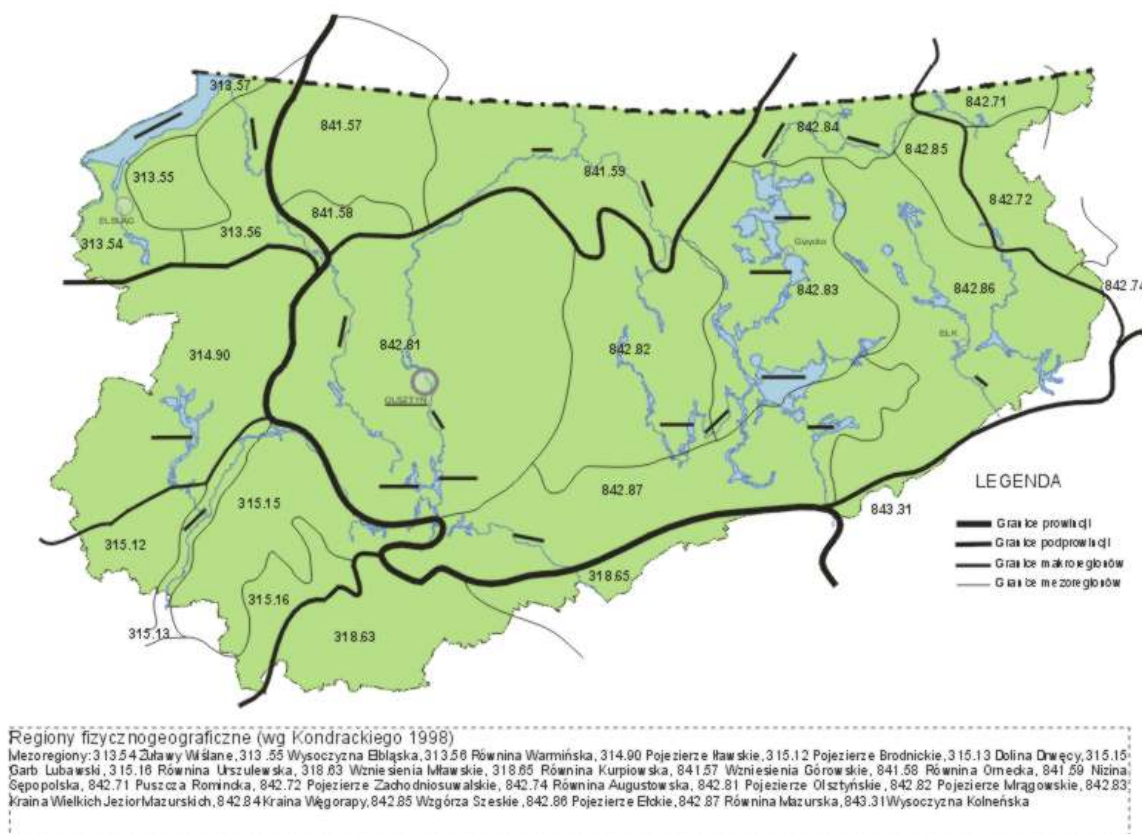 313.57
841.57
842.71
842.84
842.85
313.55
841.59
ELBLĄG
841.58
842.72
313.54
313.56
Giżycko
842.83
842.86
842.74
314.90
842.81
842.82
EŁK
OLSZTYN
315.15
842.87
843.31
315.12
318.65
315.16
315.13
318.63
LEGENDA
Granice prowincji
Granice podprowincji
Granice makroregionów
Granice mezoregionów
Regiony fizycznogeograficzne (wg Kondrackiego 1998)
Mezoregiony: 313.54 Żuławy Wiślane, 313.55 Wysoczyzna Elbląska, 313.56 Równina Warmińska, 314.90 Pojezierze Iławskie, 315.12 Pojezierze Brodnickie, 315.13 Dolina Drwęcy, 315.15
Garb Lubawski, 315.16 Równina Urszulewska, 318.63 Wzniesienia Mławskie, 318.65 Równina Kurpiowska, 841.57 Wzniesienia Górowskie, 841.58 Równina Ornecka, 841.59 Nizina
Sępopolska, 842.71 Puszcza Romincka, 842.72 Pojezierze Zachodniosuwalskie, 842.74 Równina Augustowska, 842.81 Pojezierze Olsztyńskie, 842.82 Pojezierze Mrągowskie, 842.83
Kraina Wielkich Jezior Mazurskich, 842.84 Kraina Węgorapy, 842.85 Wzgórza Szeskie, 842.86 Pojezierze Ełckie, 842.87 Równina Mazurska, 843.31 Wysoczyzna Kolneńska